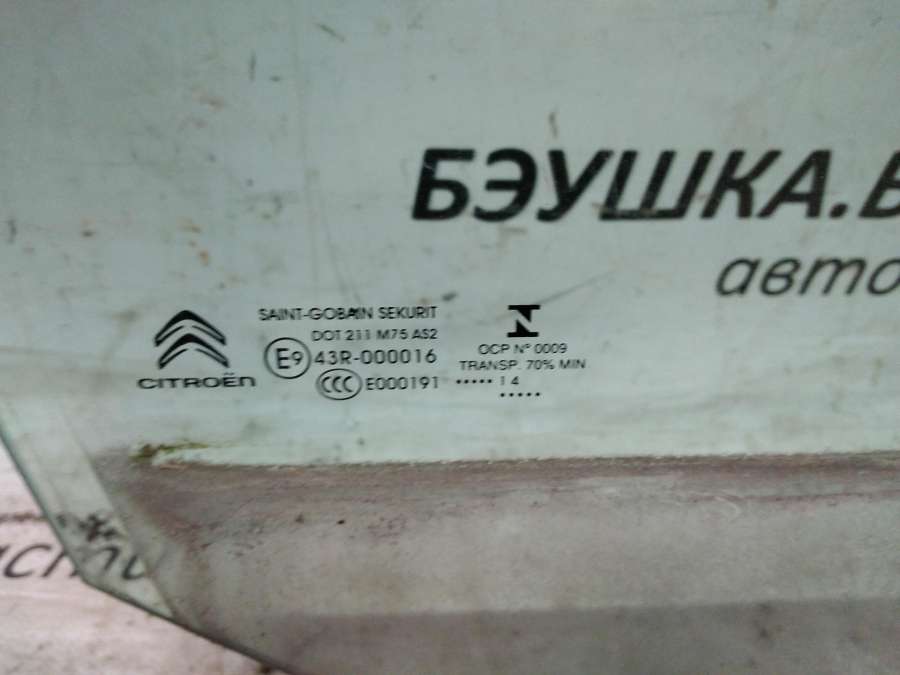 БЭУШКА.В
авто
SAINT-GOBAIN SEKURIT
DOT 211 M75 AS2
E9 43R-000016
CCC E000191
CITROËN
N
OCP Nº 0009
TRANSP. 70% MIN
••••• 14
•••••